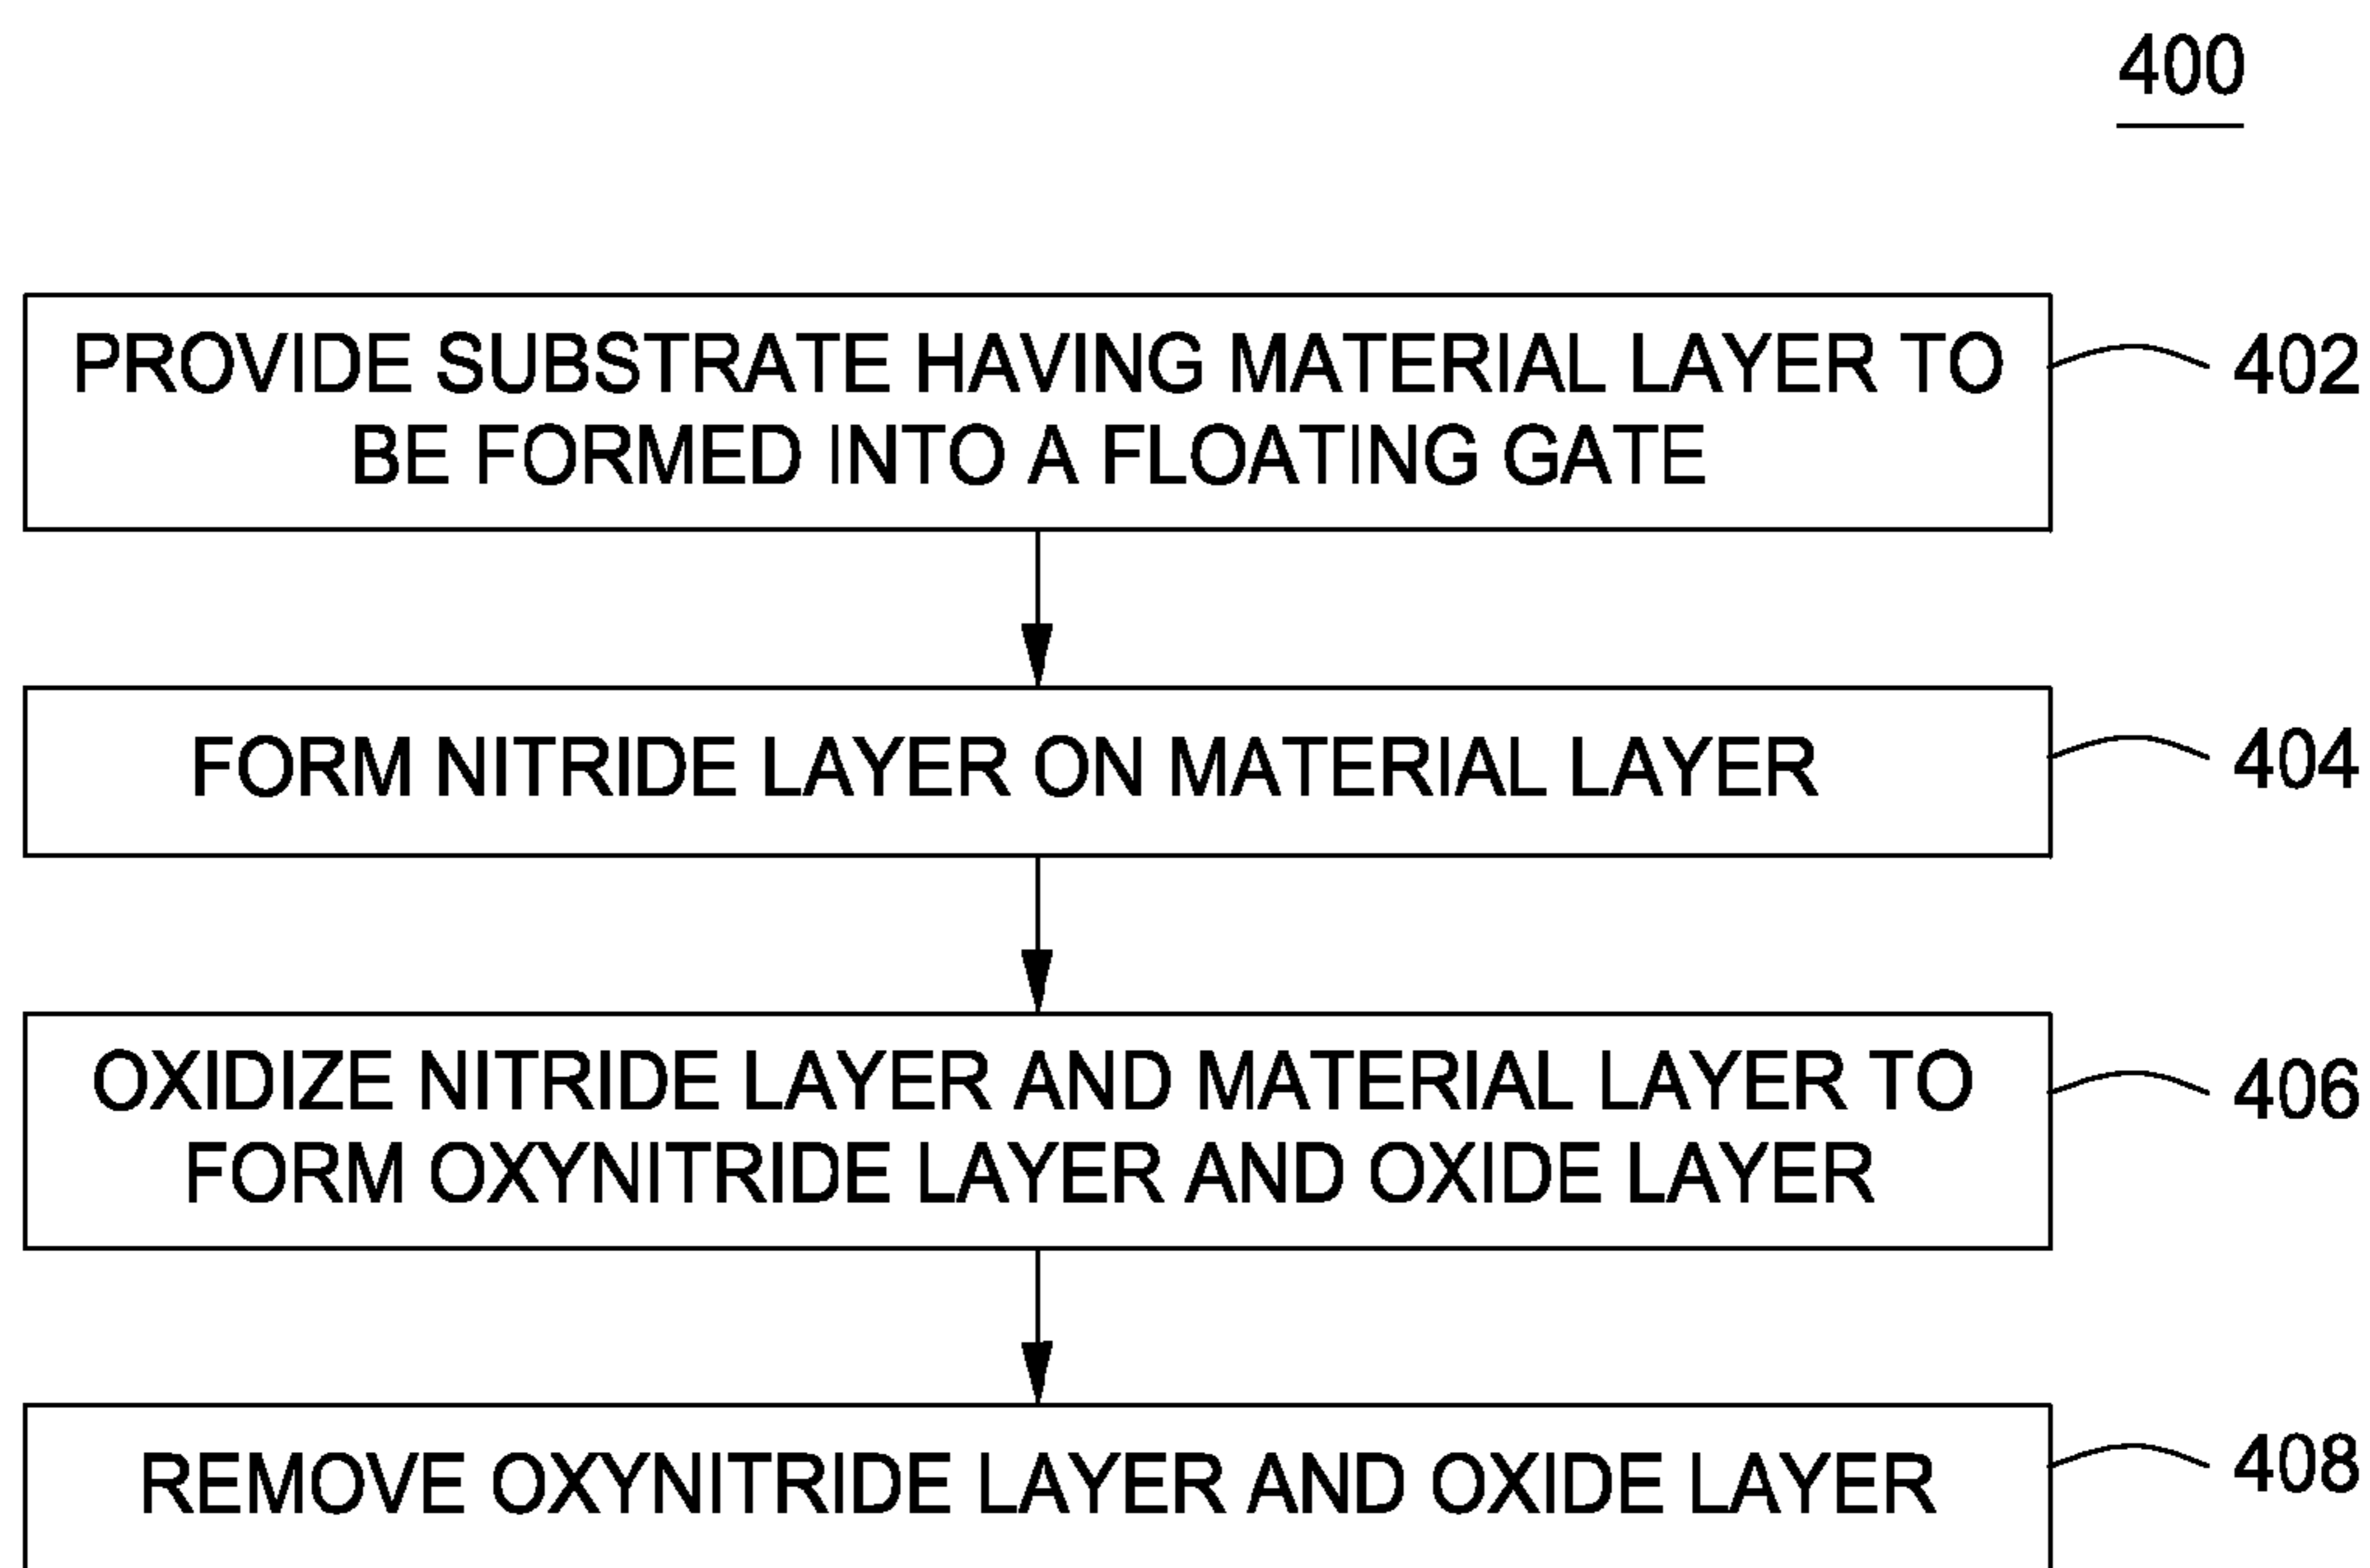 400
PROVIDE SUBSTRATE HAVING MATERIAL LAYER TO
BE FORMED INTO A FLOATING GATE
402
FORM NITRIDE LAYER ON MATERIAL LAYER
404
OXIDIZE NITRIDE LAYER AND MATERIAL LAYER TO
FORM OXYNITRIDE LAYER AND OXIDE LAYER
406
REMOVE OXYNITRIDE LAYER AND OXIDE LAYER
408